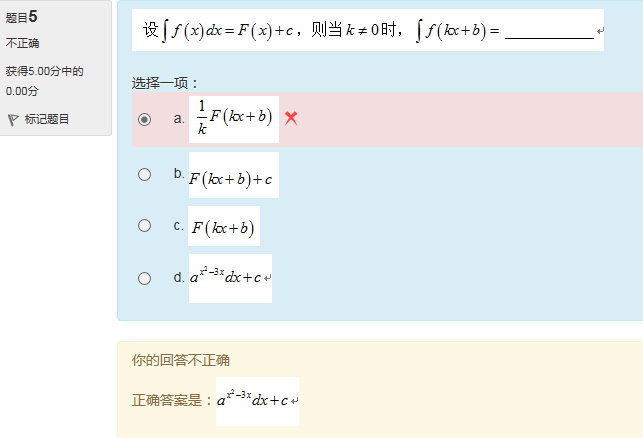 题目5
不正确
获得5.00分中的
0.00分
标记题目
设∫f(x)dx=F(x)+c，则当k≠0时，∫f(kx+b)=____________↵
选择一项：
a. 1/k F(kx+b)
b. F(kx+b)+c
c. F(kx+b)
d. a^{x²−3x}dx+c↵
你的回答不正确
正确答案是：a^{x²−3x}dx+c↵